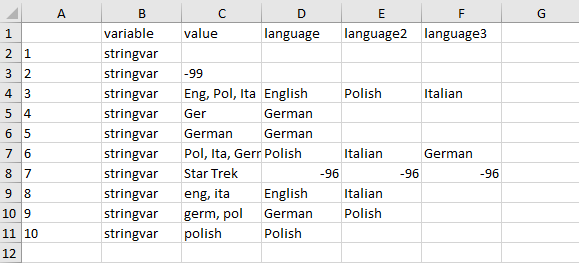 A B C D E F G
1 variable value language language2 language3
2 1 stringvar
3 2 stringvar -99
4 3 stringvar Eng, Pol, Ita English Polish Italian
5 4 stringvar Ger German
6 5 stringvar German German
7 6 stringvar Pol, Ita, Gerr Polish Italian German
8 7 stringvar Star Trek -96 -96 -96
9 8 stringvar eng, ita English Italian
10 9 stringvar germ, pol German Polish
11 10 stringvar polish Polish
12